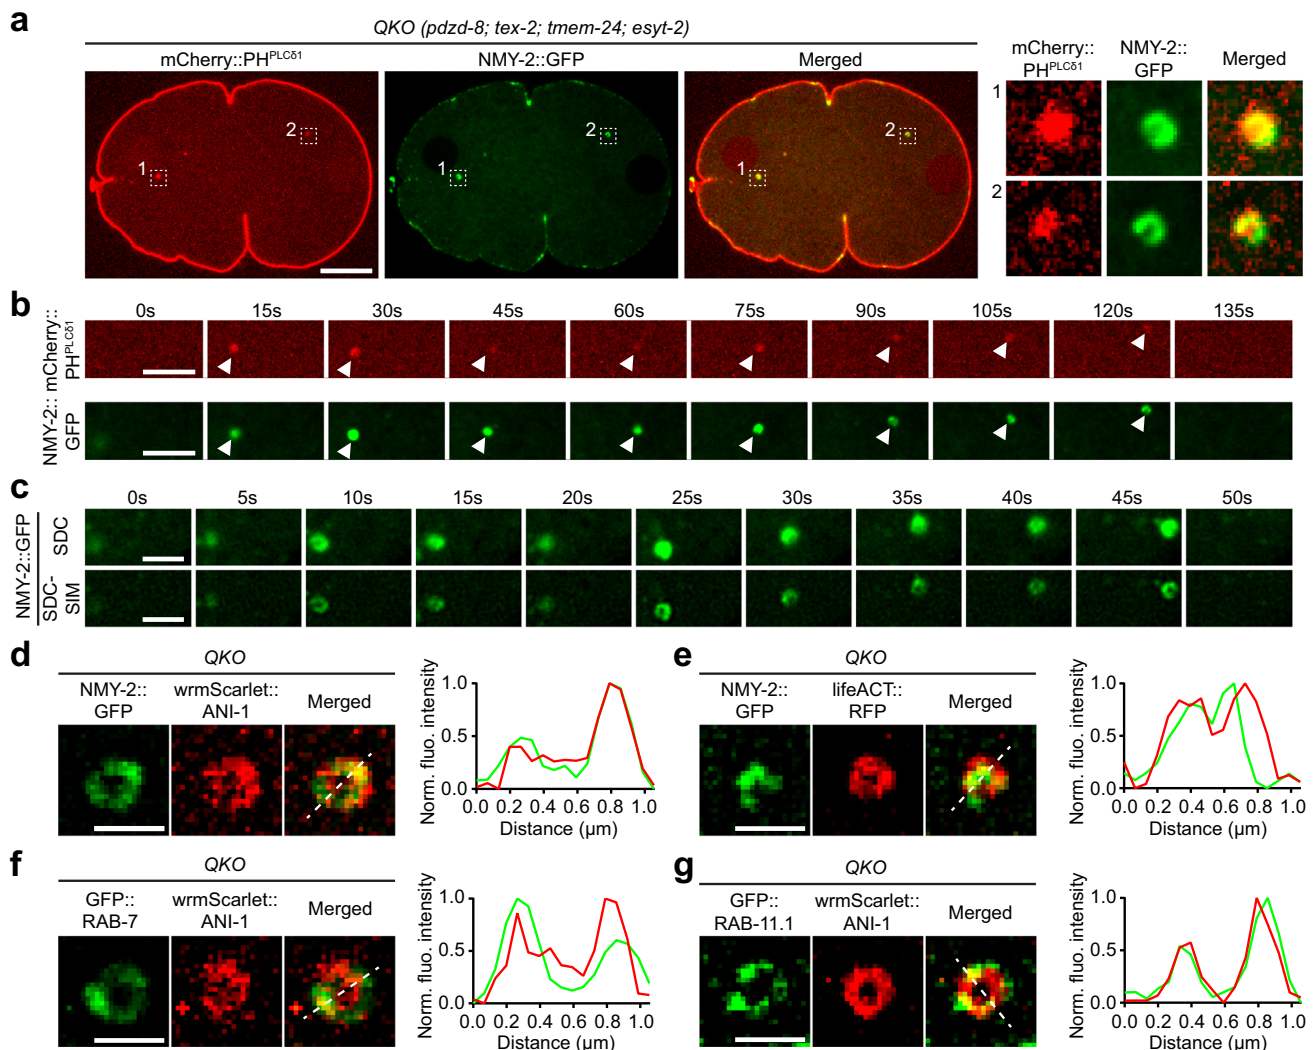 a
QKO (pdzd-8; tex-2; tmem-24; esyt-2)
mCherry::PHPLCδ1 NMY-2::GFP Merged
mCherry:: PHPLCδ1 NMY-2:: GFP Merged
1 2 1 2 1 2
1
2
b
0s 15s 30s 45s 60s 75s 90s 105s 120s 135s
mCherry:: PHPLCδ1
NMY-2:: GFP
c
0s 5s 10s 15s 20s 25s 30s 35s 40s 45s 50s
NMY-2::GFP
SDC
SDC-SIM
d
QKO
NMY-2:: GFP wrmScarlet:: ANI-1 Merged
Norm. fluo. intensity
1.0
0.5
0.0
0.0 0.2 0.4 0.6 0.8 1.0
Distance (µm)
e
QKO
NMY-2:: GFP lifeACT:: RFP Merged
Norm. fluo. intensity
1.0
0.5
0.0
0.0 0.2 0.4 0.6 0.8 1.0
Distance (µm)
f
QKO
GFP:: RAB-7 wrmScarlet:: ANI-1 Merged
Norm. fluo. intensity
1.0
0.5
0.0
0.0 0.2 0.4 0.6 0.8 1.0
Distance (µm)
g
QKO
GFP:: RAB-11.1 wrmScarlet:: ANI-1 Merged
Norm. fluo. intensity
1.0
0.5
0.0
0.0 0.2 0.4 0.6 0.8 1.0
Distance (µm)